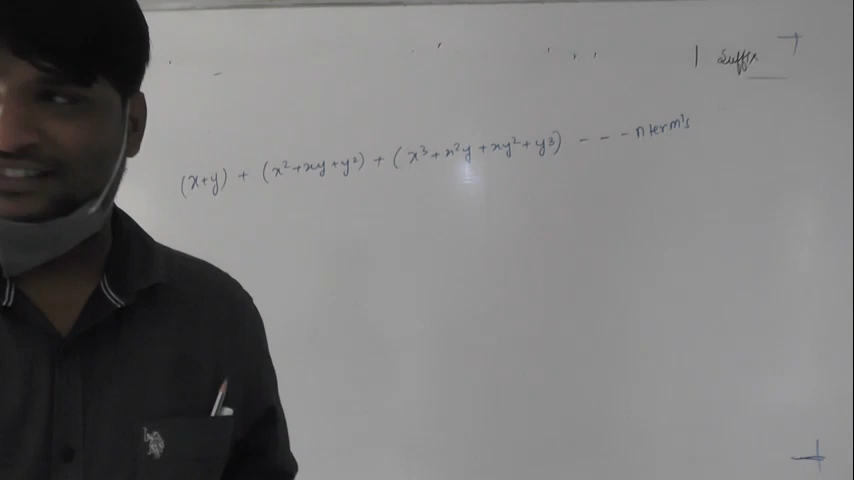 | Suffix
(x+y) + (x²+xy+y²) + (x³+x²y+xy²+y3) - - - n term's